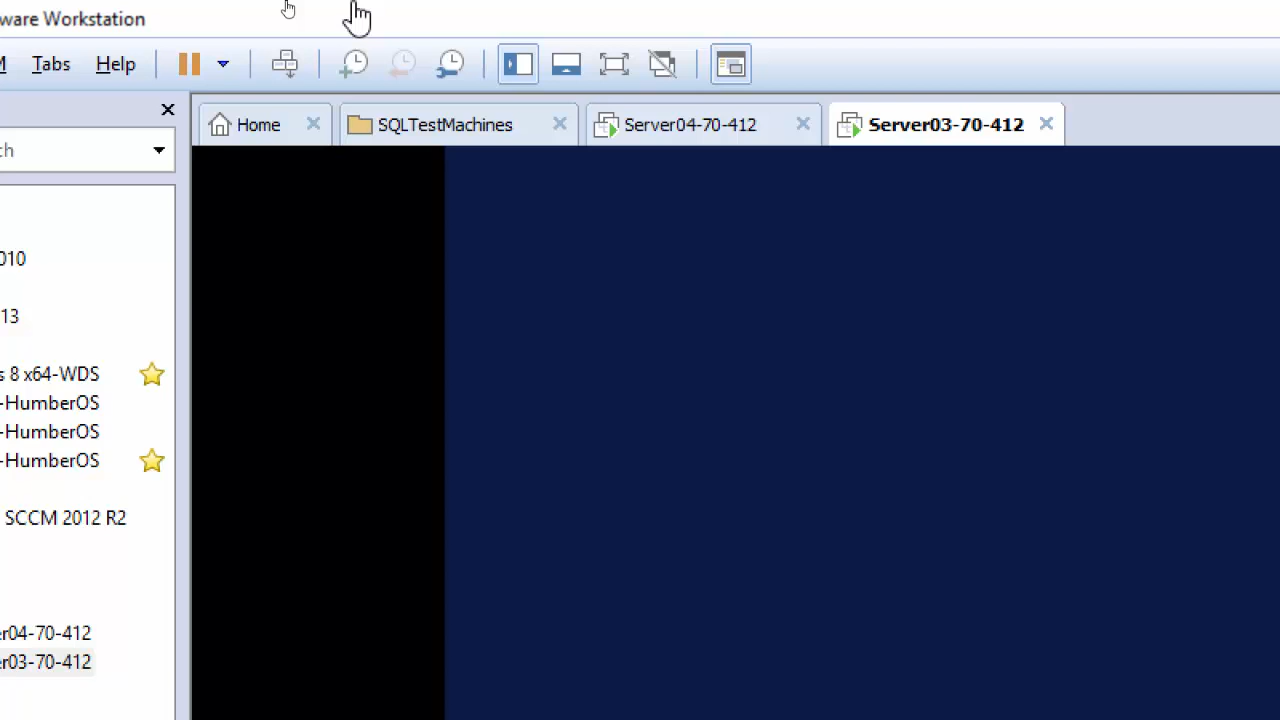 ware Workstation
M Tabs Help
Home SQLTestMachines Server04-70-412 Server03-70-412
ch
010
13
s 8 x64-WDS
-HumberOS
-HumberOS
-HumberOS
SCCM 2012 R2
er04-70-412
er03-70-412